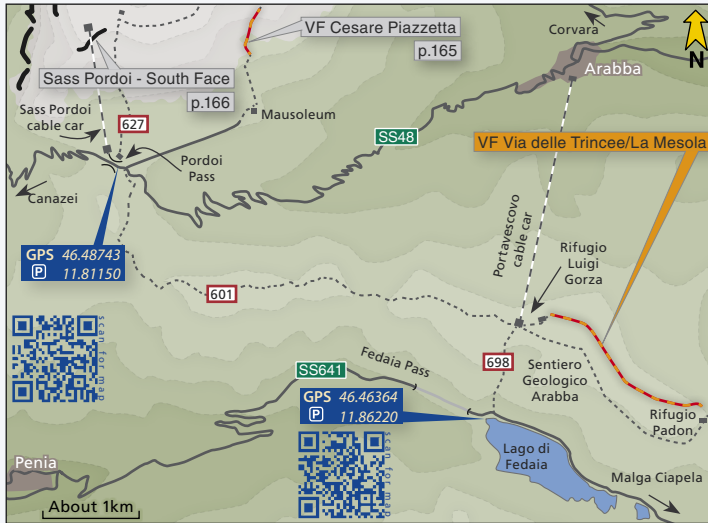 Corvara
VF Cesare Piazzetta
p.165
N
Arabba
Sass Pordoi - South Face
p.166
Sass Pordoi
cable car
627
Mausoleum
SS48
Pordoi
Pass
VF Via delle Trincee/La Mesola
Canazei
GPS 46.48743
P 11.81150
Portavescovo
cable car
Rifugio
Luigi
Gorza
601
scan for map
Fedaia Pass
698
Sentiero
Geologico
Arabba
SS641
GPS 46.46364
P 11.86220
Rifugio
Padon
scan for map
Lago di
Fedaia
Penia
Malga Ciapela
About 1km